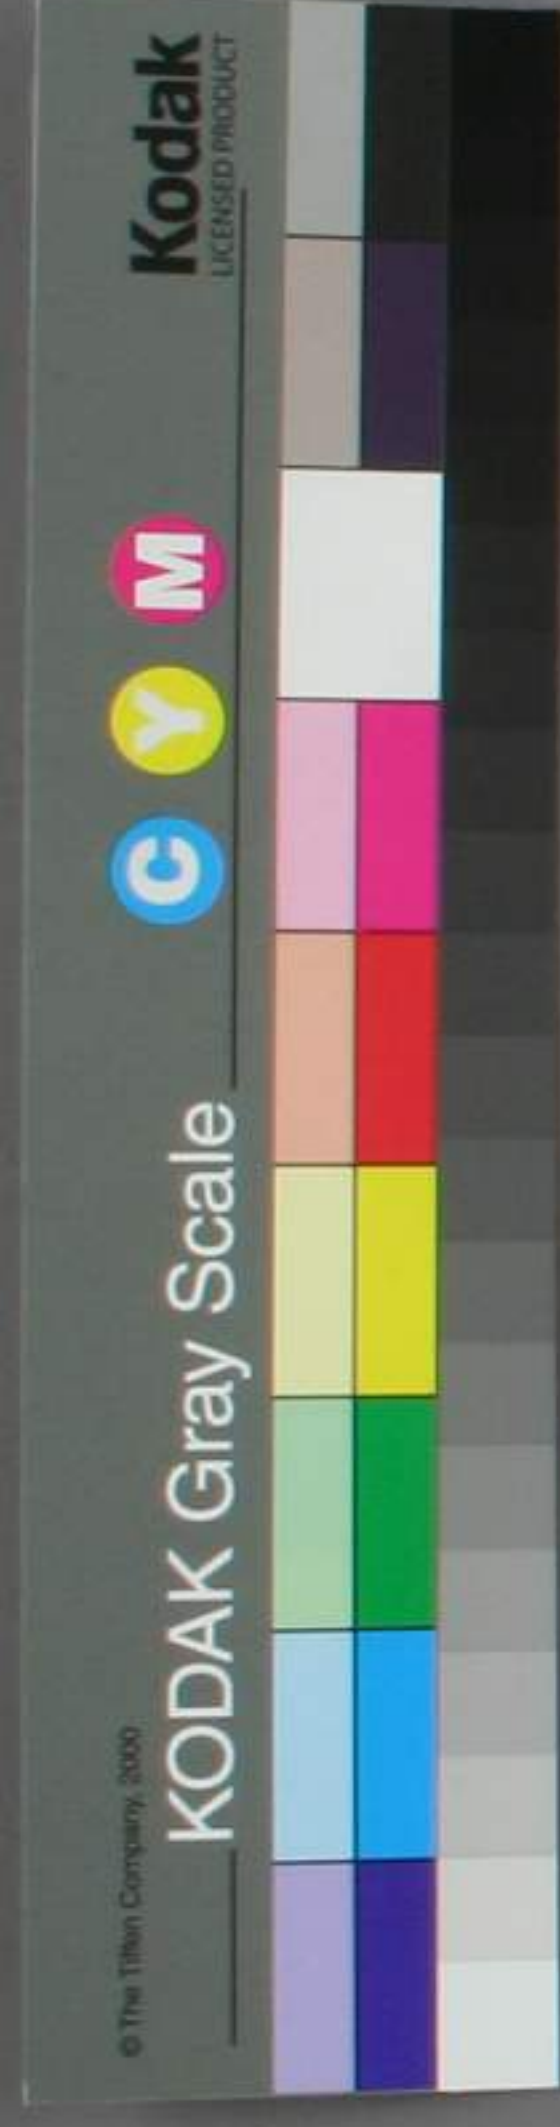 © The Tiffen Company, 2000
KODAK Gray Scale
C Y M
Kodak
LICENSED PRODUCT